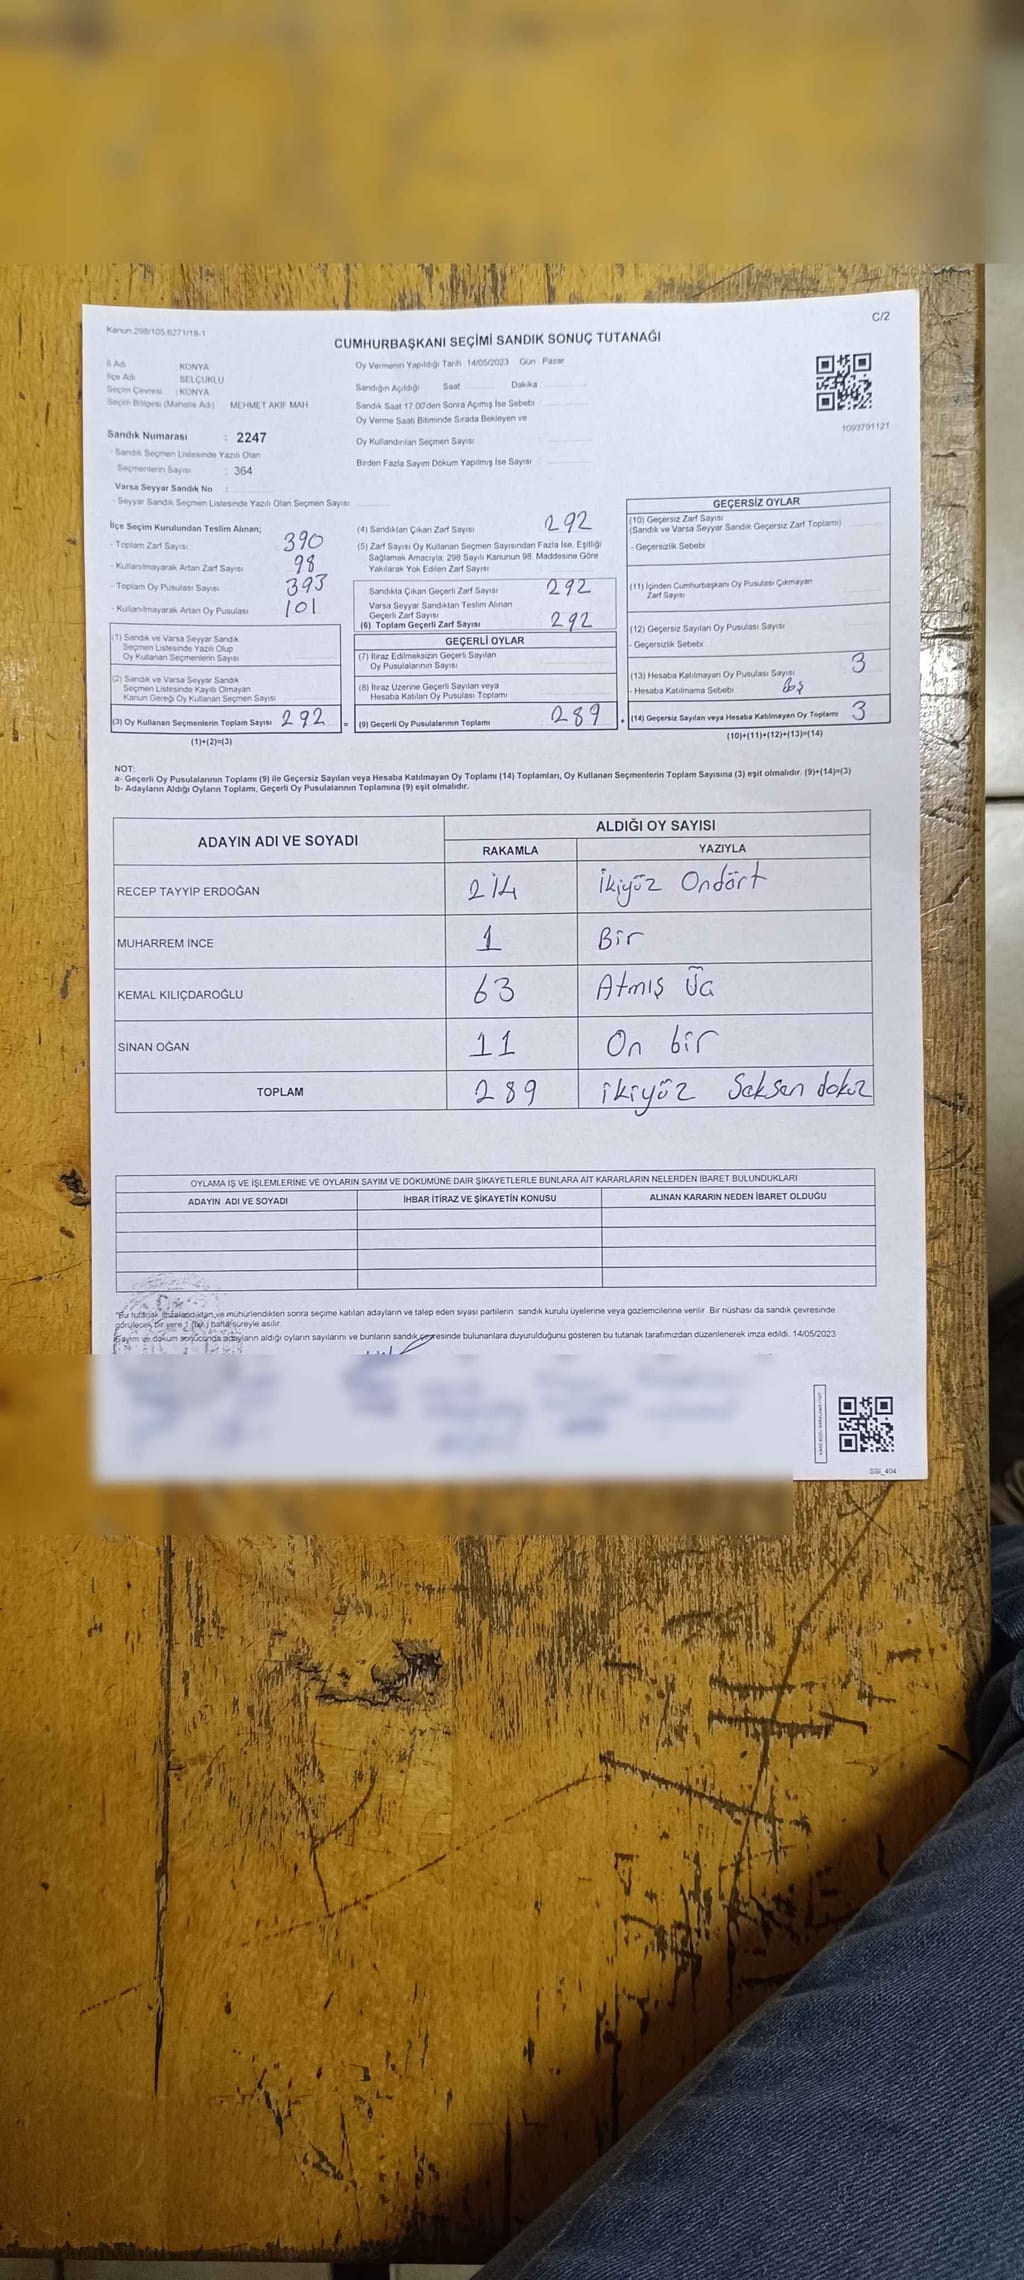 C/2
Kanun 298/105 6271/18-1
CUMHURBAŞKANI SEÇİMİ SANDIK SONUÇ TUTANAĞI
İl Adı KONYA
İlçe Adı SELÇUKLU
Seçim Çevresi : KONYA
Seçim Bölgesi (Mahalle Adı) MEHMET AKİF MAH
Sandık Numarası : 2247
- Sandık Seçmen Listesinde Yazılı Olan
Seçmenlerin Sayısı : 364
Varsa Seyyar Sandık No :
- Seyyar Sandık Seçmen Listesinde Yazılı Olan Seçmen Sayısı
Oy Vermenin Yapıldığı Tarih 14/05/2023 Gün Pazar
Sandığın Açıldığı Saat Dakika
Sandık Saat 17.00'den Sonra Açımış İse Sebebi
Oy Verme Saati Bitiminde Sırada Bekleyen ve
Oy Kullandırılan Seçmen Sayısı
Birden Fazla Sayım Döküm Yapılmış İse Sayısı
1093791121
İlçe Seçim Kurulundan Teslim Alınan;
- Toplam Zarf Sayısı 390
- Kullanılmayarak Artan Zarf Sayısı 98
- Toplam Oy Pusulası Sayısı 393
- Kullanılmayarak Artan Oy Pusulası 101
(1) Sandık ve Varsa Seyyar Sandık
Seçmen Listesinde Yazılı Olup
Oy Kullanan Seçmenlerin Sayısı
(2) Sandık ve Varsa Seyyar Sandık
Seçmen Listesinde Kayıtlı Olmayan
Kanun Gereği Oy Kullanan Seçmen Sayısı
(3) Oy Kullanan Seçmenlerin Toplam Sayısı 292 =
(1)+(2)=(3)
(4) Sandıktan Çıkan Zarf Sayısı 292
(5) Zarf Sayısı Oy Kullanan Seçmen Sayısından Fazla İse, Eşitliği
Sağlamak Amacıyla; 298 Sayılı Kanunun 98. Maddesine Göre
Yakılarak Yok Edilen Zarf Sayısı
Sandıkta Çıkan Geçerli Zarf Sayısı 292
Varsa Seyyar Sandıktan Teslim Alınan
Geçerli Zarf Sayısı
(6) Toplam Geçerli Zarf Sayısı 292
GEÇERLİ OYLAR
(7) İtiraz Edilmeksizin Geçerli Sayılan
Oy Pusulalarının Sayısı
(8) İtiraz Üzerine Geçerli Sayılan veya
Hesaba Katılan Oy Pusulası Toplamı
(9) Geçerli Oy Pusulalarının Toplamı 289 +
GEÇERSİZ OYLAR
(10) Geçersiz Zarf Sayısı
(Sandık ve Varsa Seyyar Sandık Geçersiz Zarf Toplamı)
- Geçersizlik Sebebi
(11) İçinden Cumhurbaşkanı Oy Pusulası Çıkmayan
Zarf Sayısı
(12) Geçersiz Sayılan Oy Pusulası Sayısı
- Geçersizlik Sebebi
(13) Hesaba Katılmayan Oy Pusulası Sayısı 3
- Hesaba Katılmama Sebebi Boş
(14) Geçersiz Sayılan veya Hesaba Katılmayan Oy Toplamı 3
(10)+(11)+(12)+(13)=(14)
NOT:
a- Geçerli Oy Pusulalarının Toplamı (9) ile Geçersiz Sayılan veya Hesaba Katılmayan Oy Toplamı (14) Toplamları, Oy Kullanan Seçmenlerin Toplam Sayısına (3) eşit olmalıdır. (9)+(14)=(3)
b- Adayların Aldığı Oyların Toplamı, Geçerli Oy Pusulalarının Toplamına (9) eşit olmalıdır.
ADAYIN ADI VE SOYADI ALDIĞI OY SAYISI
RAKAMLA YAZIYLA
RECEP TAYYİP ERDOĞAN 214 İkiyüz Ondört
MUHARREM İNCE 1 Bir
KEMAL KILIÇDAROĞLU 63 Atmış Üç
SİNAN OĞAN 11 On bir
TOPLAM 289 ikiyüz Seksen dokuz
OYLAMA İŞ VE İŞLEMLERİNE VE OYLARIN SAYIM VE DÖKÜMÜNE DAİR ŞİKAYETLERLE BUNLARA AİT KARARLARIN NELERDEN İBARET BULUNDUKLARI
ADAYIN ADI VE SOYADI İHBAR İTİRAZ VE ŞİKAYETİN KONUSU ALINAN KARARIN NEDEN İBARET OLDUĞU
*Bu tutanak imzalandıktan ve mühürlendikten sonra seçime katılan adayların ve talep eden siyasi partilerin sandık kurulu üyelerine veya gözlemcilerine verilir. Bir nüshası da sandık çevresinde
görülecek bir yere 1 (bir) hafta süreyle asılır.
Sayım ve döküm sonucunda adayların aldığı oyların sayılarını ve bunların sandık çevresinde bulunanlara duyurulduğunu gösteren bu tutanak tarafımızdan düzenlenerek imza edildi. 14/05/2023